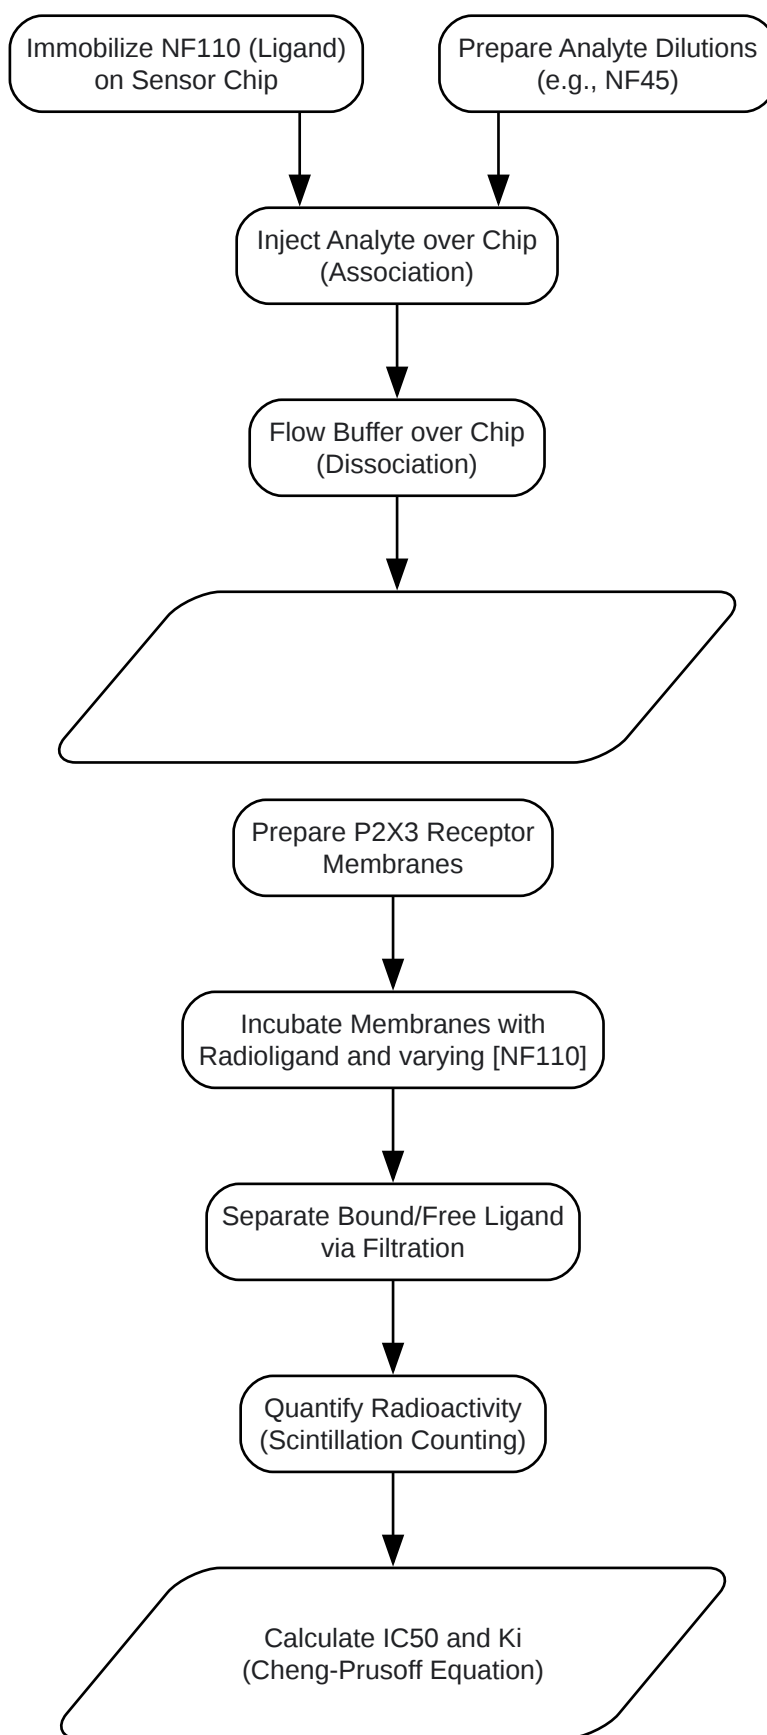 Immobilize NF110 (Ligand)
on Sensor Chip
Prepare Analyte Dilutions
(e.g., NF45)
Inject Analyte over Chip
(Association)
Flow Buffer over Chip
(Dissociation)
Prepare P2X3 Receptor
Membranes
Incubate Membranes with
Radioligand and varying [NF110]
Separate Bound/Free Ligand
via Filtration
Quantify Radioactivity
(Scintillation Counting)
Calculate IC50 and Ki
(Cheng-Prusoff Equation)